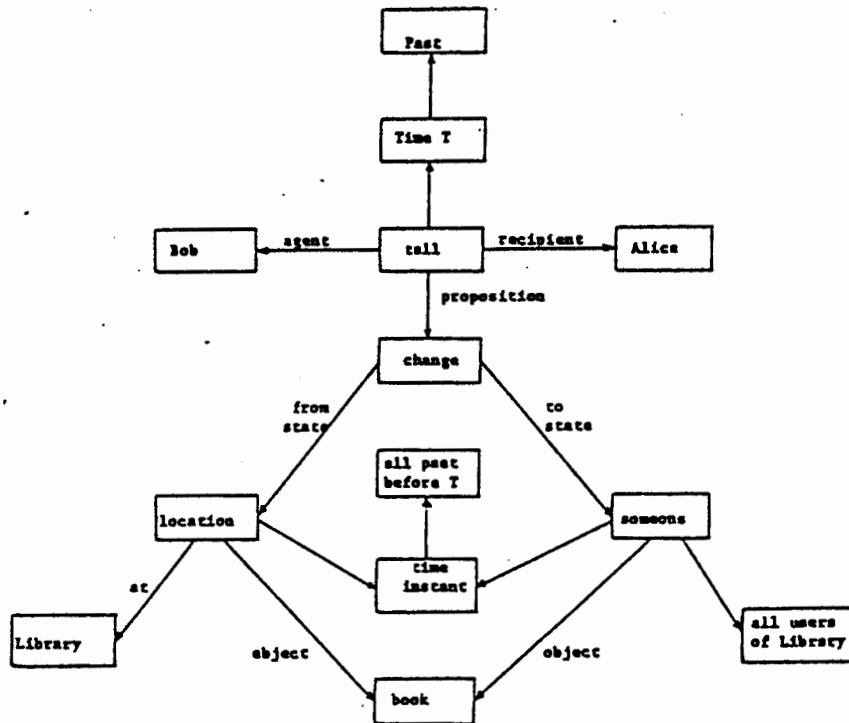 Past
Time T
Bob
agent
tell
recipient
Alice
proposition
change
from
state
to
state
all past
before T
location
someone
time
instant
at
Library
object
object
all users
of Library
book